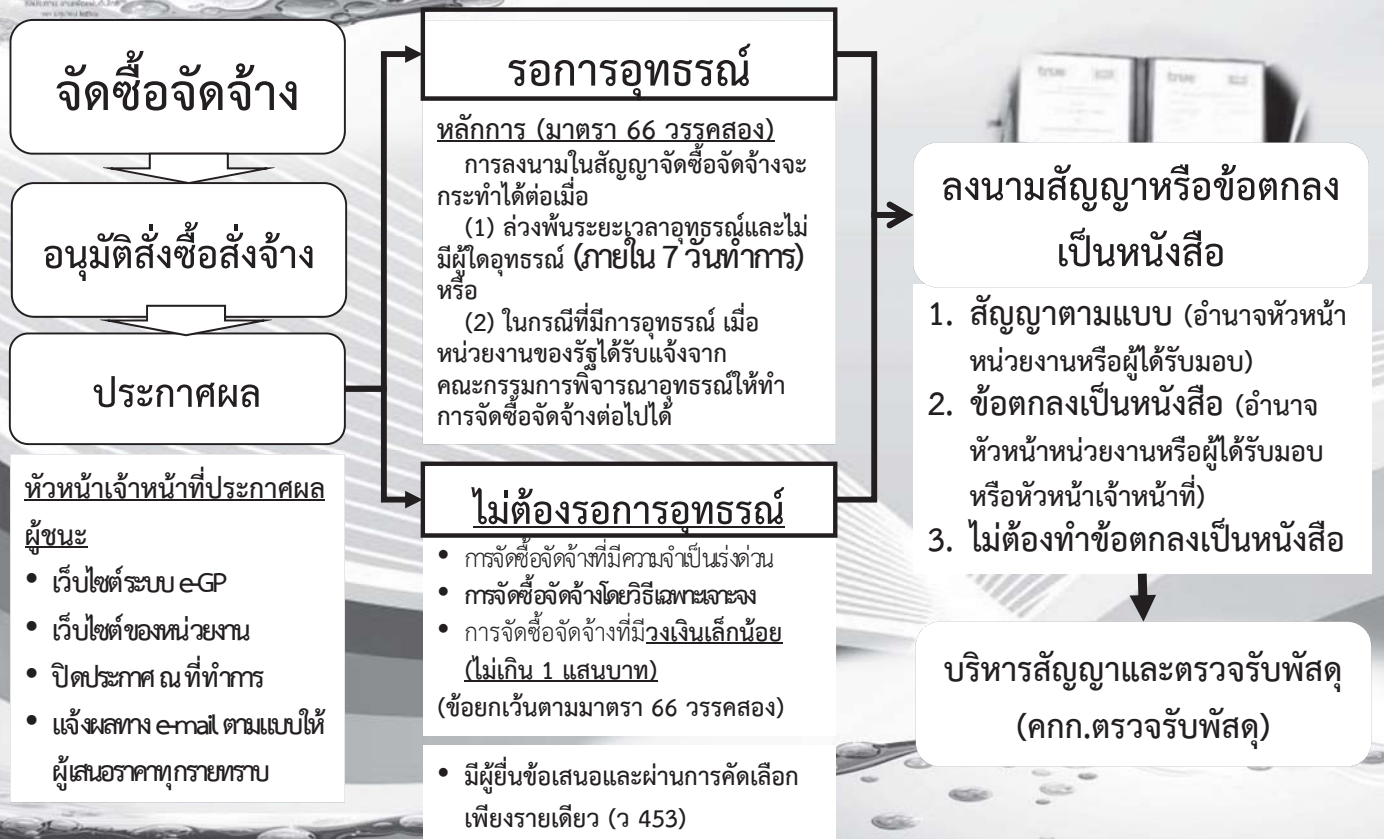 จัดซื้อจัดจ้าง
อนุมัติสั่งซื้อสั่งจ้าง
ประกาศผล
หัวหน้าเจ้าหน้าที่ประกาศผล
ผู้ชนะ
• เว็บไซต์ระบบ e-GP
• เว็บไซต์ของหน่วยงาน
• ปิดประกาศ ณ ที่ทำการ
• แจ้งผลทาง e-mail ตามแบบให้
ผู้เสนอราคาทุกรายทราบ
รอการอุทธรณ์
หลักการ (มาตรา 66 วรรคสอง)
การลงนามในสัญญาจัดซื้อจัดจ้างจะ
กระทำได้ต่อเมื่อ
(1) ล่วงพ้นระยะเวลาอุทธรณ์และไม่
มีผู้ใดอุทธรณ์ (ภายใน 7 วันทำการ)
หรือ
(2) ในกรณีที่มีการอุทธรณ์ เมื่อ
หน่วยงานของรัฐได้รับแจ้งจาก
คณะกรรมการพิจารณาอุทธรณ์ให้ทำ
การจัดซื้อจัดจ้างต่อไปได้
ไม่ต้องรอการอุทธรณ์
• การจัดซื้อจัดจ้างที่มีความจำเป็นเร่งด่วน
• การจัดซื้อจัดจ้างโดยวิธีเฉพาะเจาะจง
• การจัดซื้อจัดจ้างที่มีวงเงินเล็กน้อย
(ไม่เกิน 1 แสนบาท)
(ข้อยกเว้นตามมาตรา 66 วรรคสอง)
• มีผู้ยื่นข้อเสนอและผ่านการคัดเลือก
เพียงรายเดียว (ว 453)
true
true
ลงนามสัญญาหรือข้อตกลง
เป็นหนังสือ
1. สัญญาตามแบบ (อำนาจหัวหน้า
หน่วยงานหรือผู้ได้รับมอบ)
2. ข้อตกลงเป็นหนังสือ (อำนาจ
หัวหน้าหน่วยงานหรือผู้ได้รับมอบ
หรือหัวหน้าเจ้าหน้าที่)
3. ไม่ต้องทำข้อตกลงเป็นหนังสือ
บริหารสัญญาและตรวจรับพัสดุ
(คกก.ตรวจรับพัสดุ)